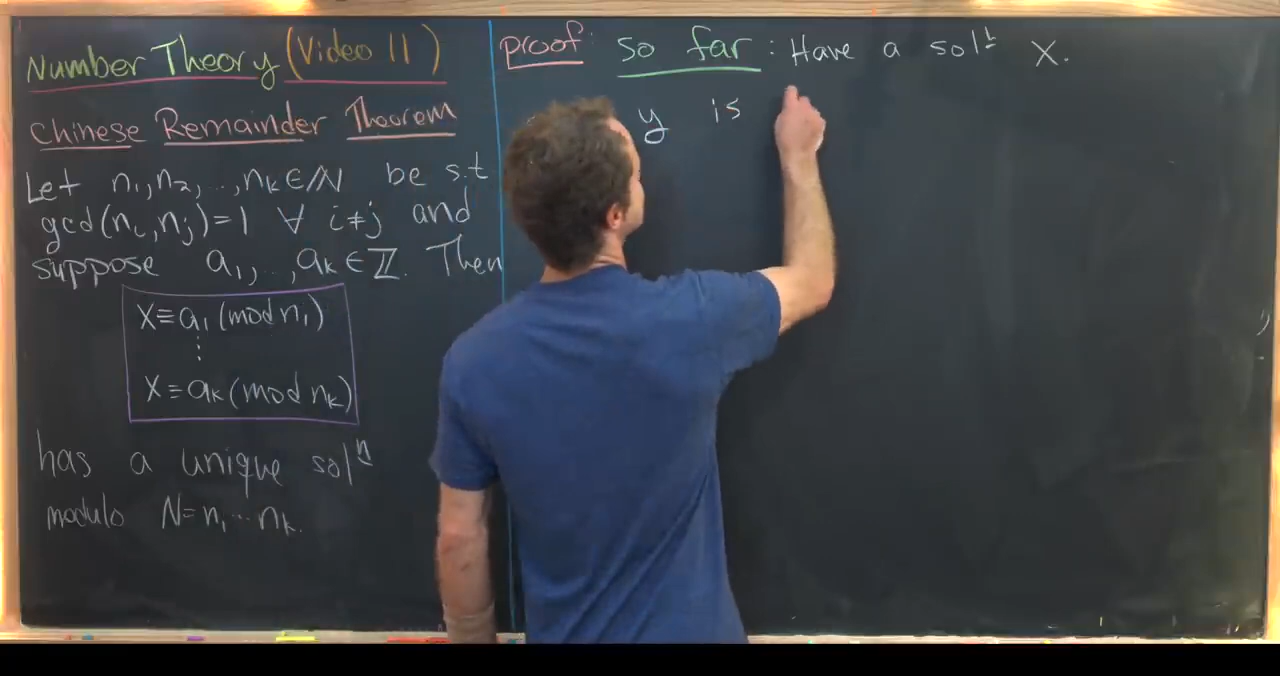 Number Theory (Video 11)
Chinese Remainder Theorem
Let n₁,n₂,...,nₖ∈ℕ be s.t
gcd(nᵢ,nⱼ)=1 ∀ i≠j and
suppose a₁,...,aₖ∈ℤ. Then
x≡a₁(mod n₁)
⋮
x≡aₖ(mod nₖ)
has a unique solⁿ
modulo N=n₁...nₖ.
proof: so far: Have a solⁿ x.
y is